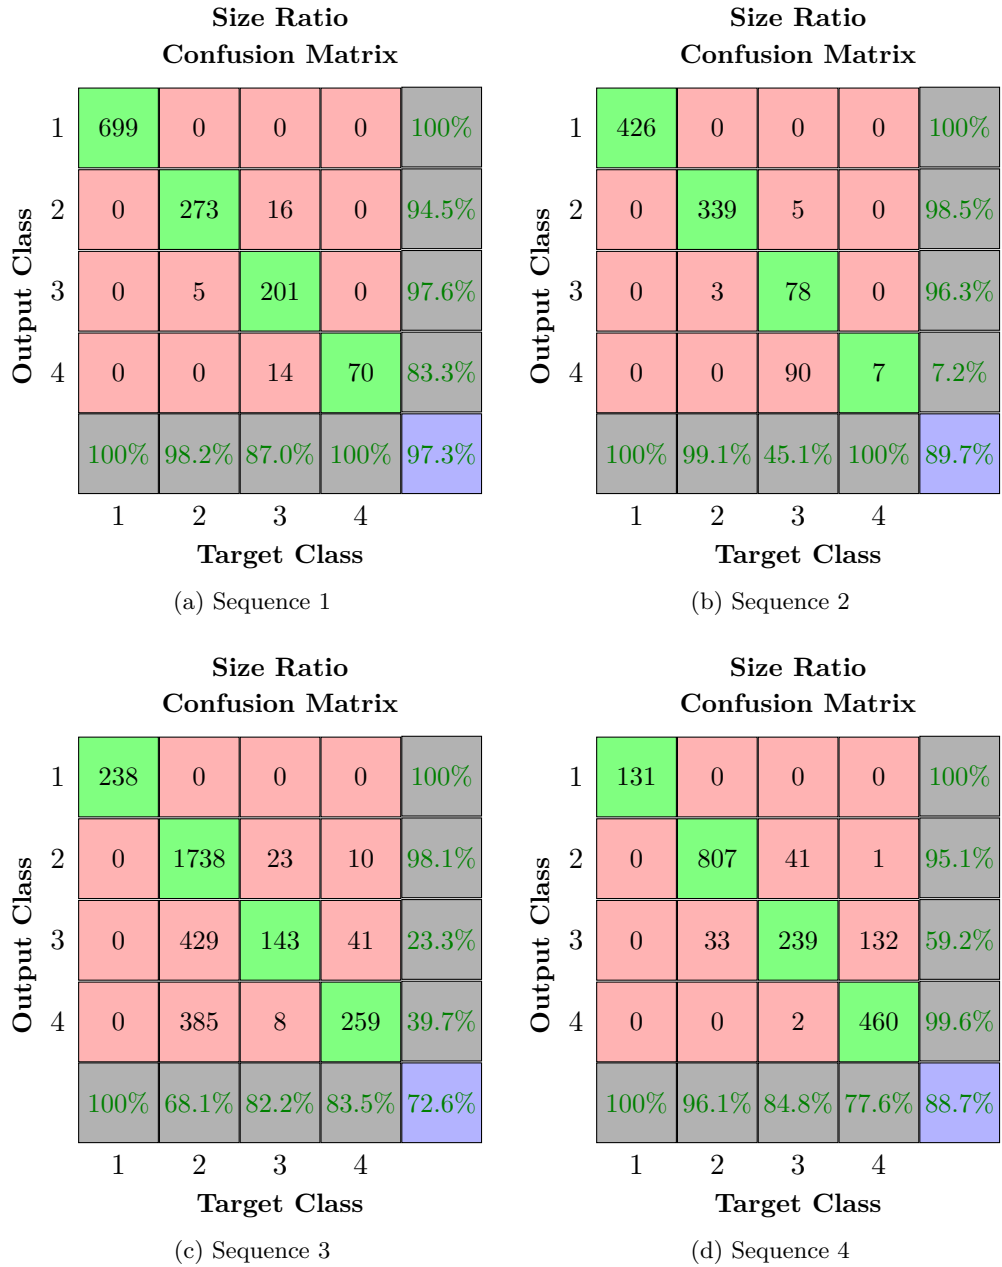 Size Ratio
Confusion Matrix
Output Class
1 699 0 0 0 100%
2 0 273 16 0 94.5%
3 0 5 201 0 97.6%
4 0 0 14 70 83.3%
100% 98.2% 87.0% 100% 97.3%
1 2 3 4
Target Class
(a) Sequence 1
Size Ratio
Confusion Matrix
Output Class
1 426 0 0 0 100%
2 0 339 5 0 98.5%
3 0 3 78 0 96.3%
4 0 0 90 7 7.2%
100% 99.1% 45.1% 100% 89.7%
1 2 3 4
Target Class
(b) Sequence 2
Size Ratio
Confusion Matrix
Output Class
1 238 0 0 0 100%
2 0 1738 23 10 98.1%
3 0 429 143 41 23.3%
4 0 385 8 259 39.7%
100% 68.1% 82.2% 83.5% 72.6%
1 2 3 4
Target Class
(c) Sequence 3
Size Ratio
Confusion Matrix
Output Class
1 131 0 0 0 100%
2 0 807 41 1 95.1%
3 0 33 239 132 59.2%
4 0 0 2 460 99.6%
100% 96.1% 84.8% 77.6% 88.7%
1 2 3 4
Target Class
(d) Sequence 4